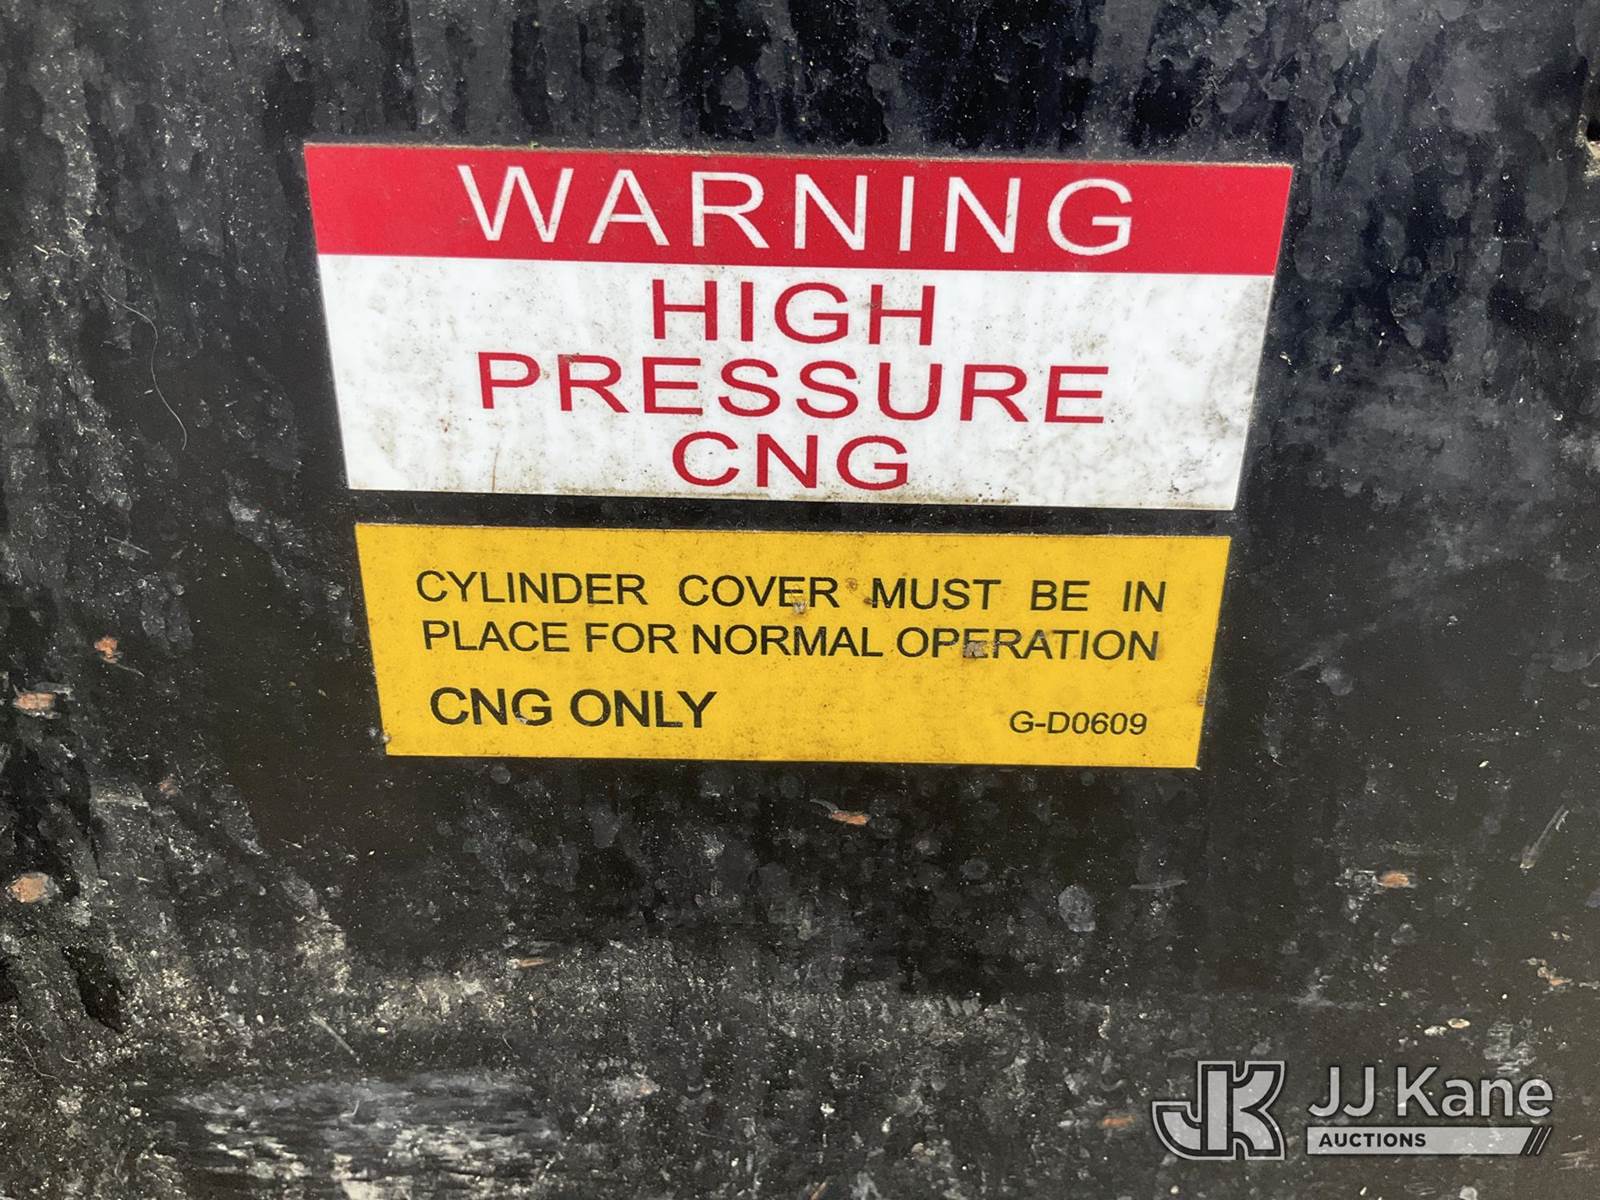 WARNING
HIGH
PRESSURE
CNG
CYLINDER COVER MUST BE IN
PLACE FOR NORMAL OPERATION
CNG ONLY G-D0609
JK JJ Kane
AUCTIONS